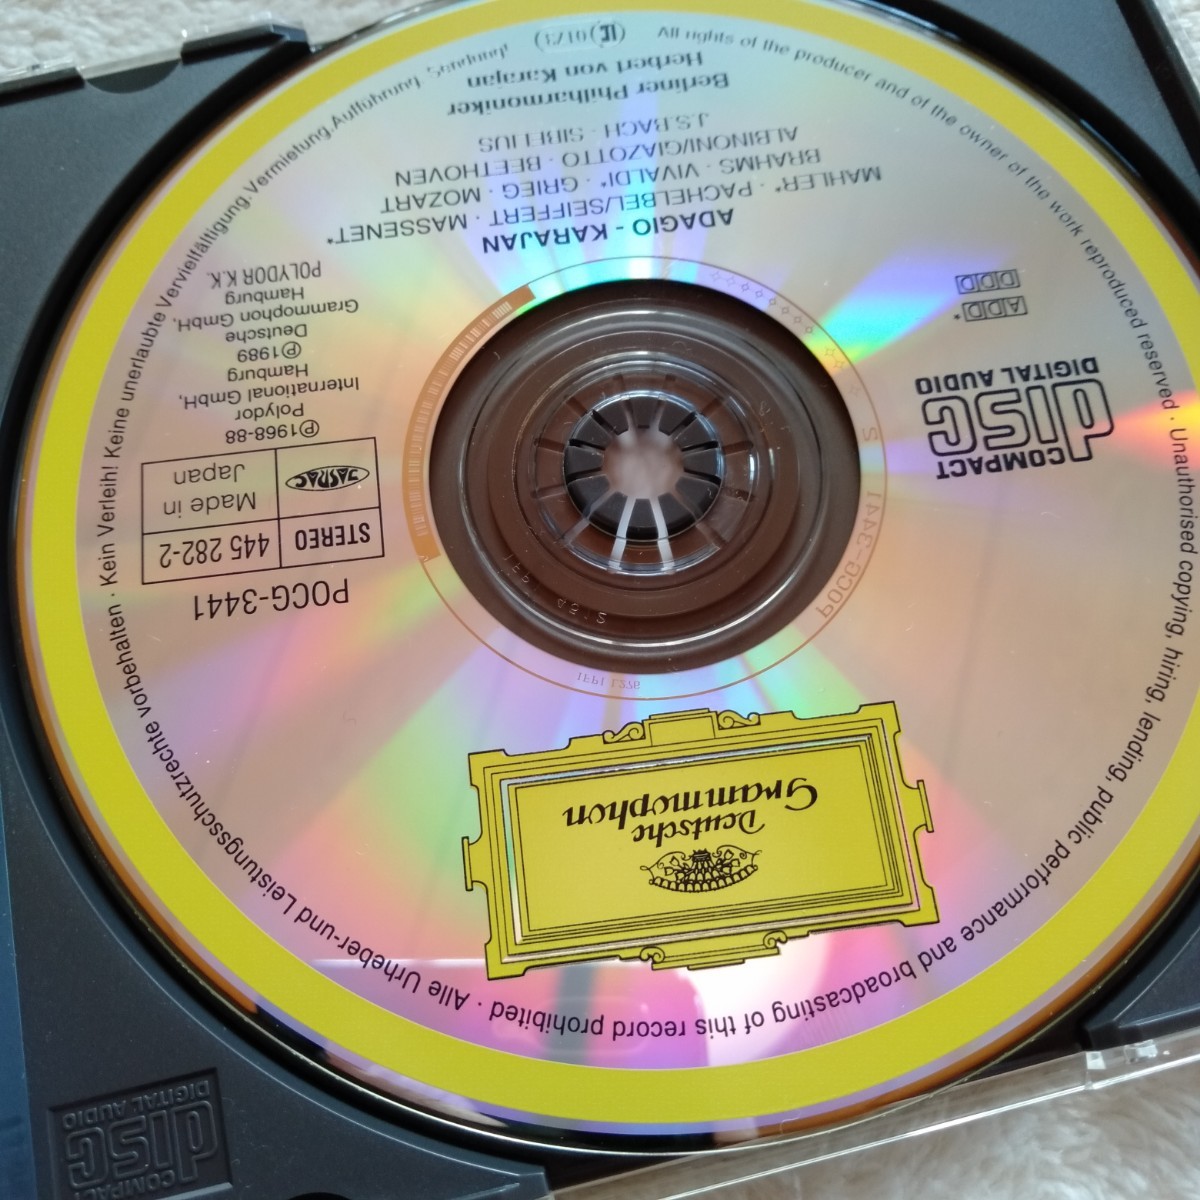 Deutsche
Grammophon
POCG-3441
STEREO
445 282-2
JASRAC
Made in
Japan
℗1968-88
Polydor
International GmbH,
Hamburg
℗1989
Deutsche
Grammophon GmbH,
Hamburg
POLYDOR K.K.
COMPACT
disc
DIGITAL AUDIO
ADD*
DDD
ADAGIO - KARAJAN
MAHLER* · PACHELBEL/SEIFFERT · MASSENET*
BRAHMS · VIVALDI* · GRIEG · MOZART
ALBINONI/GIAZOTTO · BEETHOVEN
J.S.BACH · SIBELIUS
Berliner Philharmoniker
Herbert von Karajan
All rights of the producer and of the owner of the work reproduced reserved · Unauthorised copying, hiring, lending, public performance and broadcasting of this record prohibited · Alle Urheber-und Leistungsschutzrechte vorbehalten · Kein Verleih! Keine unerlaubte Vervielfältigung, Vermietung, Aufführung, Sendung!
POCG-3441
IFPI L276
COMPACT
disc
DIGITAL AUDIO